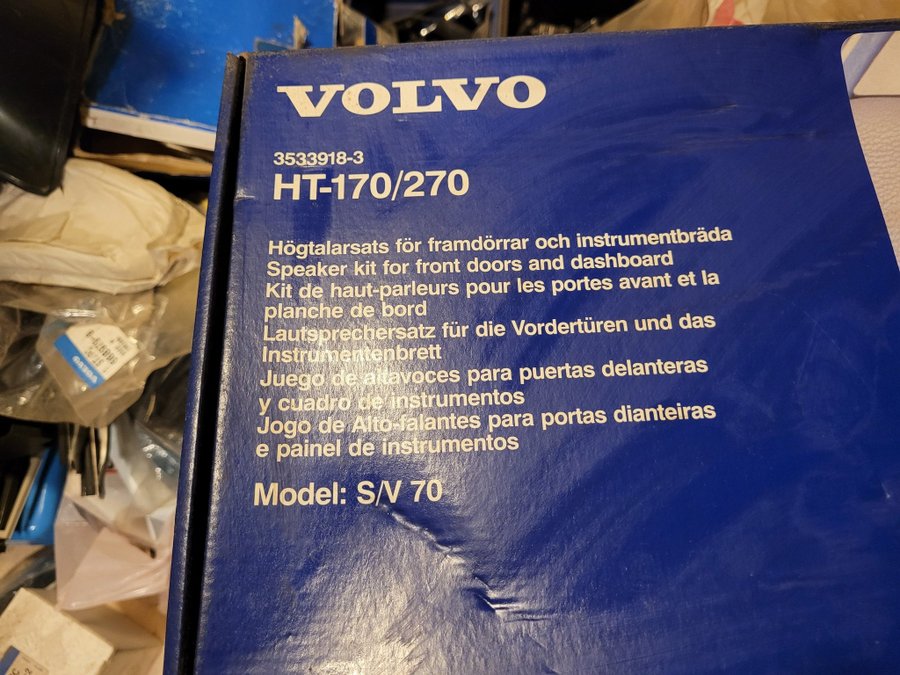 VOLVO
3533918-3
HT-170/270
Högtalarsats för framdörrar och instrumentbräda
Speaker kit for front doors and dashboard
Kit de haut-parleurs pour les portes avant et la
planche de bord
Lautsprechersatz für die Vordertüren und das
Instrumentenbrett
Juego de altavoces para puertas delanteras
y cuadro de instrumentos
Jogo de Alto-falantes para portas dianteiras
e painel de instrumentos
Model: S/V 70
VOLVO